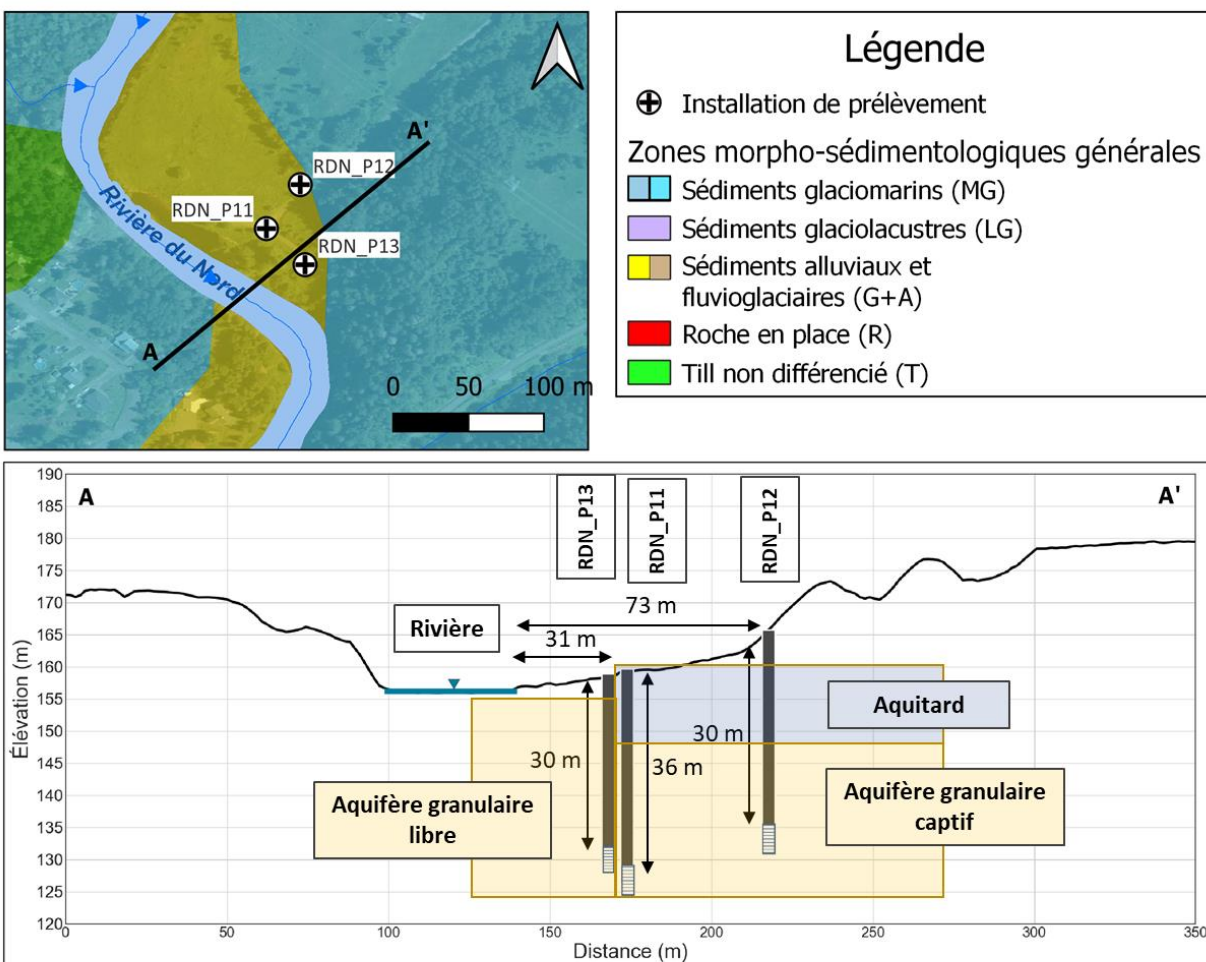 A'
RDN_P12
RDN_P11
RDN_P13
Rivière du Nord
A
0 50 100 m
Légende
Installation de prélèvement
Zones morpho-sédimentologiques générales
Sédiments glaciomarins (MG)
Sédiments glaciolacustres (LG)
Sédiments alluviaux et
fluvioglaciaires (G+A)
Roche en place (R)
Till non différencié (T)
A
A'
RDN_P13
RDN_P11
RDN_P12
73 m
Rivière
31 m
Aquitard
30 m
36 m
30 m
Aquifère granulaire
libre
Aquifère granulaire
captif
Élévation (m)
190
185
180
175
170
165
160
155
150
145
140
135
130
125
120
0 50 100 150 200 250 300 350
Distance (m)